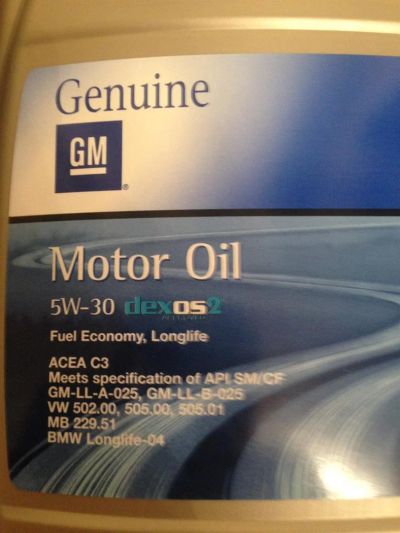 Genuine
GM
Motor Oil
5W-30 dexos2
Fuel Economy, Longlife
ACEA C3
Meets specification of API SM/CF
GM-LL-A-025, GM-LL-B-025
VW 502.00, 505.00, 505.01
MB 229.51
BMW Longlife-04